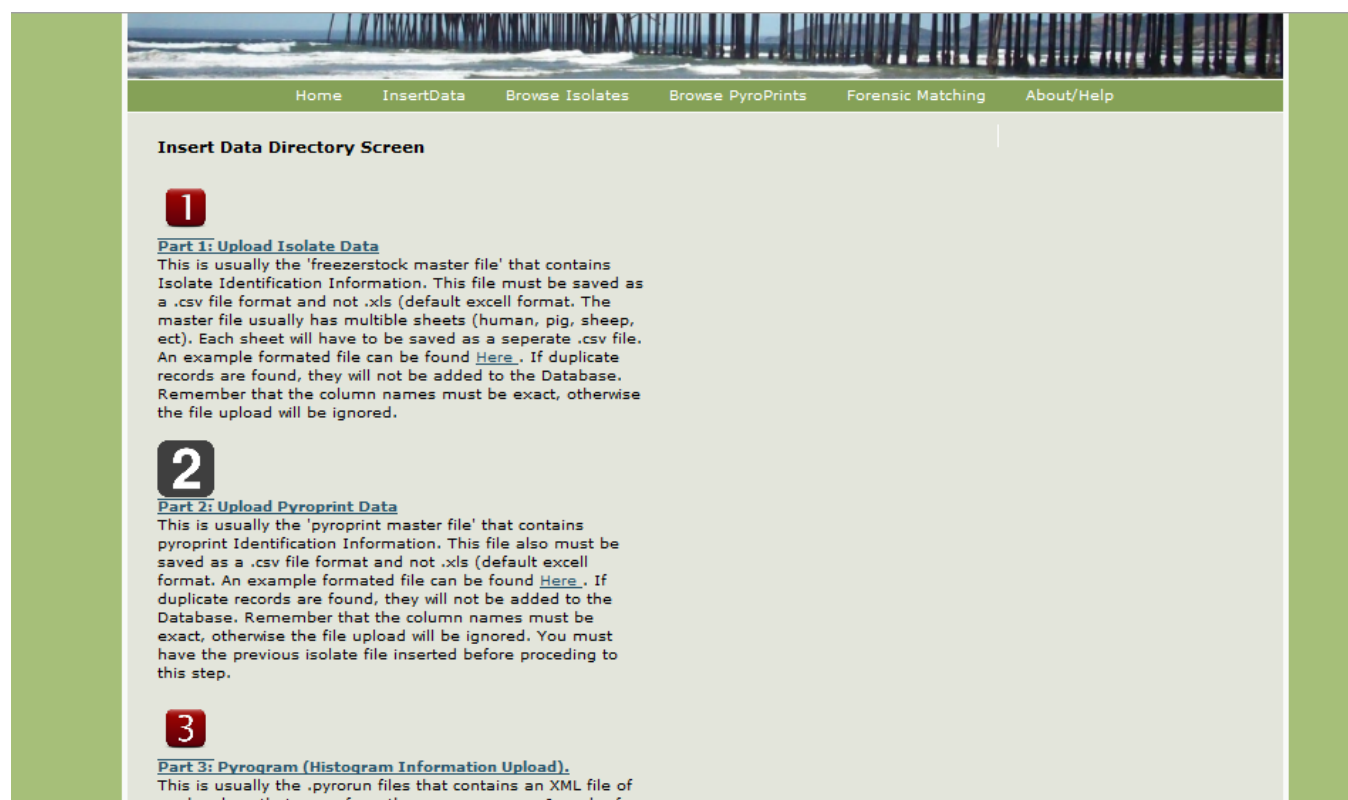 Home InsertData Browse Isolates Browse PyroPrints Forensic Matching About/Help
Insert Data Directory Screen
1
Part 1: Upload Isolate Data
This is usually the 'freezerstock master file' that contains
Isolate Identification Information. This file must be saved as
a .csv file format and not .xls (default excell format. The
master file usually has multible sheets (human, pig, sheep,
ect). Each sheet will have to be saved as a seperate .csv file.
An example formated file can be found Here . If duplicate
records are found, they will not be added to the Database.
Remember that the column names must be exact, otherwise
the file upload will be ignored.
2
Part 2: Upload Pyroprint Data
This is usually the 'pyroprint master file' that contains
pyroprint Identification Information. This file also must be
saved as a .csv file format and not .xls (default excell
format. An example formated file can be found Here . If
duplicate records are found, they will not be added to the
Database. Remember that the column names must be
exact, otherwise the file upload will be ignored. You must
have the previous isolate file inserted before proceding to
this step.
3
Part 3: Pyrogram (Histogram Information Upload).
This is usually the .pyrorun files that contains an XML file of